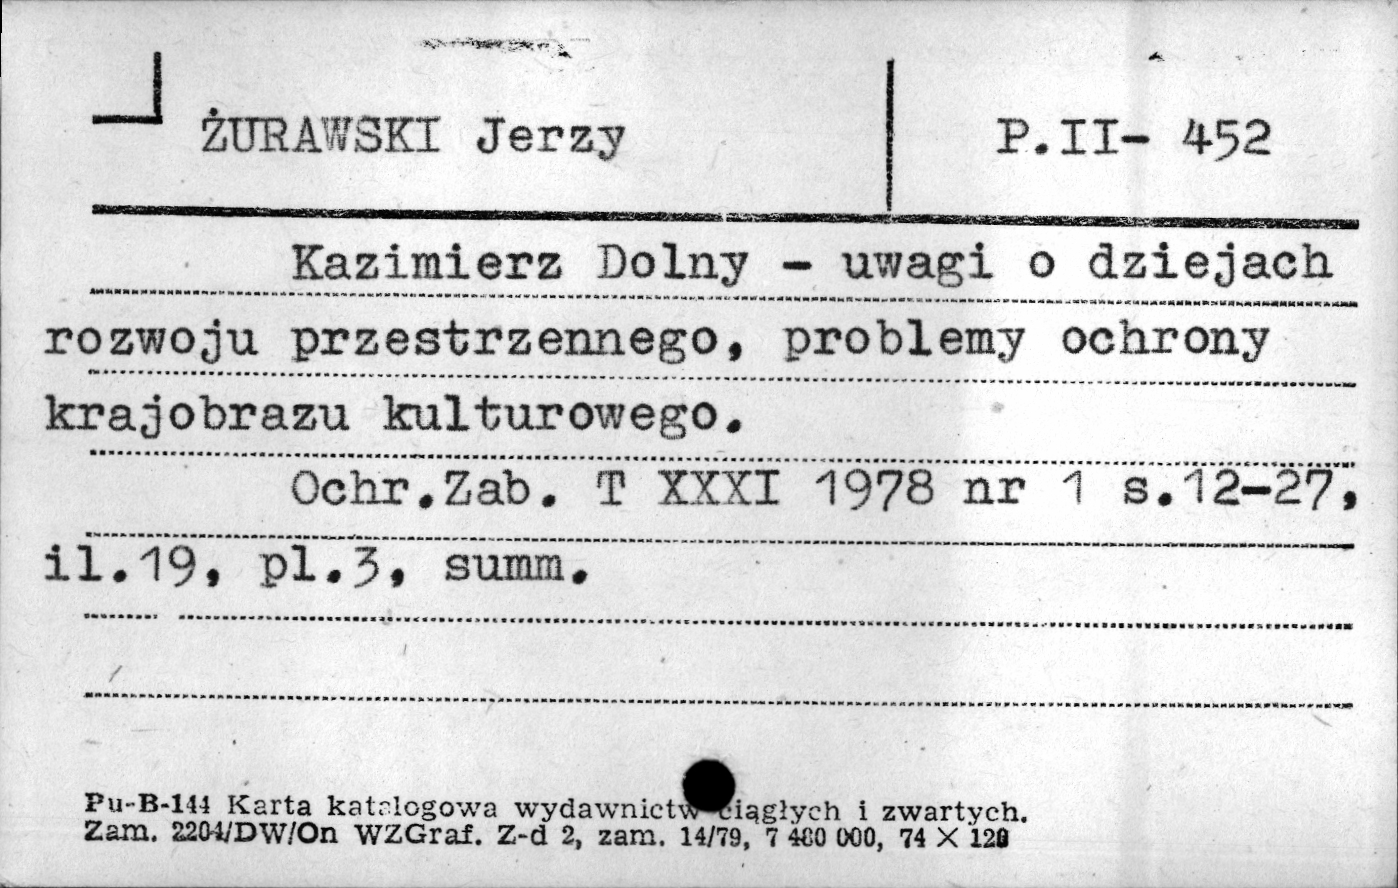 ŻURAWSKI Jerzy P.II- 452
Kazimierz Dolny - uwagi o dziejach
rozwoju przestrzennego, problemy ochrony
krajobrazu kulturowego.
Ochr.Zab. T XXXI 1978 nr 1 s.12-27,
il.19, pl.3, summ.
Pu-B-144 Karta katalogowa wydawnictw ciągłych i zwartych.
Zam. 2204/DW/On WZGraf. Z-d 2, zam. 14/79, 7 480 000, 74 X 120